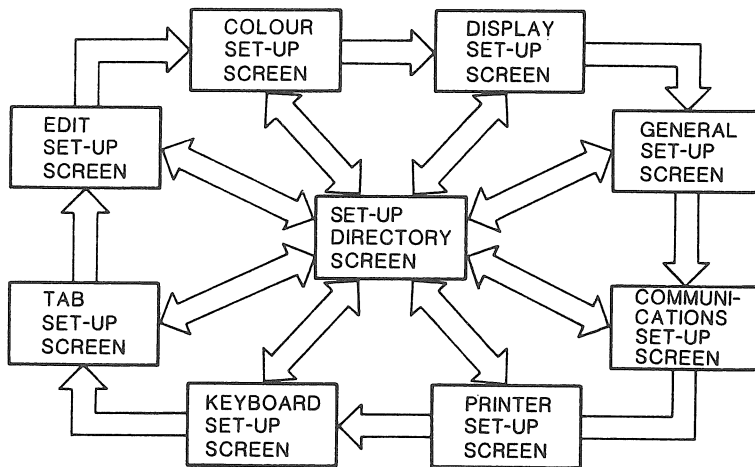 COLOUR
SET-UP
SCREEN
DISPLAY
SET-UP
SCREEN
EDIT
SET-UP
SCREEN
GENERAL
SET-UP
SCREEN
SET-UP
DIRECTORY
SCREEN
TAB
SET-UP
SCREEN
COMMUNI-
CATIONS
SET-UP
SCREEN
KEYBOARD
SET-UP
SCREEN
PRINTER
SET-UP
SCREEN